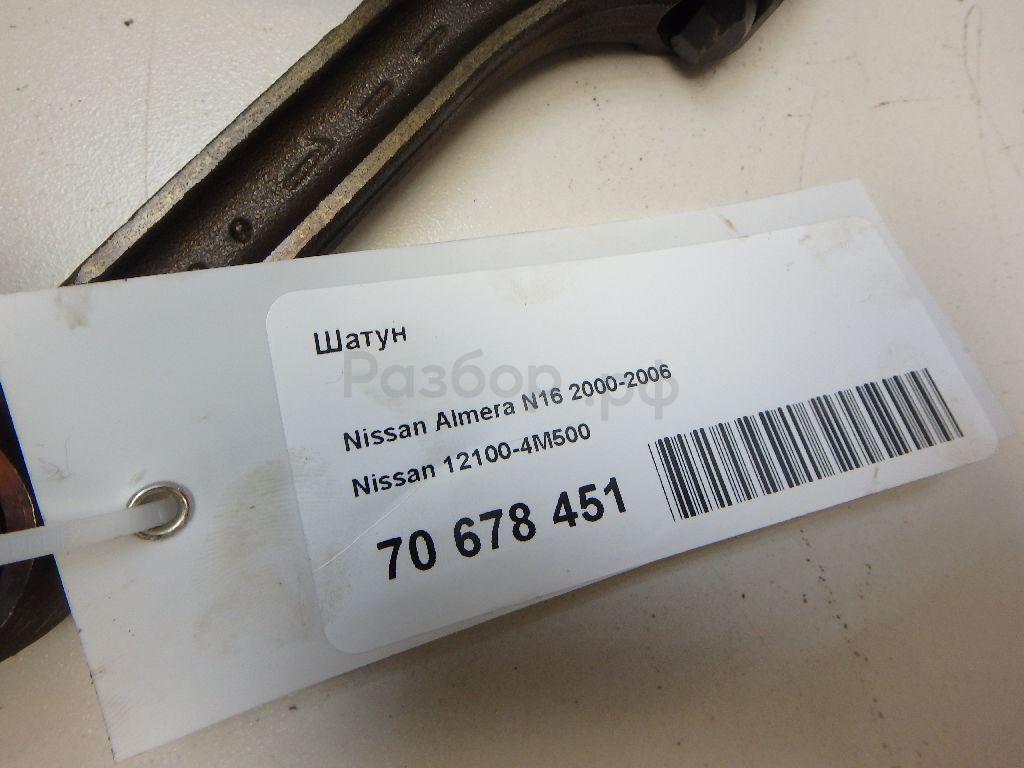 Шатун
Разбор.рф
Nissan Almera N16 2000-2006
Nissan 12100-4M500
70 678 451